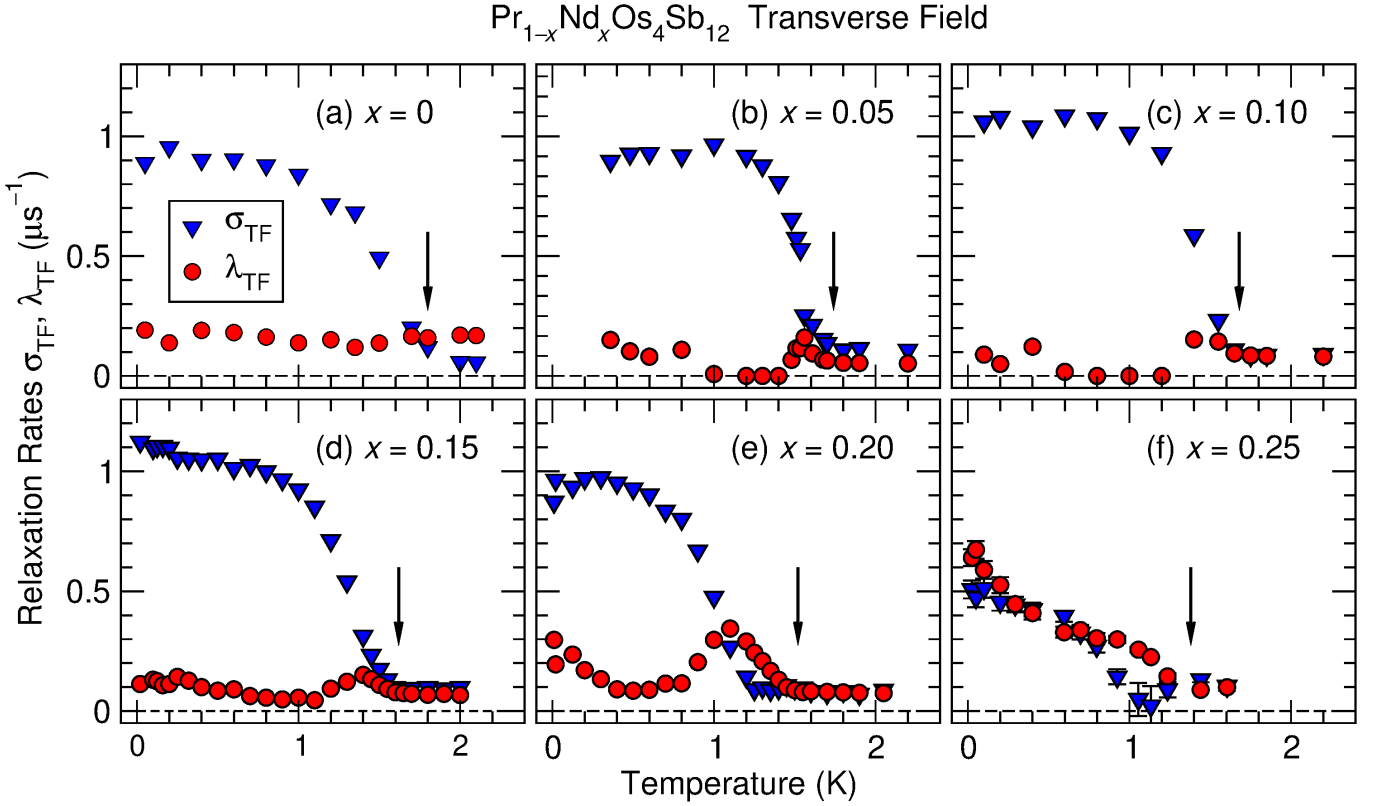 Pr₁₋ₓNdₓOs₄Sb₁₂ Transverse Field
Relaxation Rates σTF, λTF (μs⁻¹)
(a) x = 0
(b) x = 0.05
(c) x = 0.10
1
0.5
0
σTF
λTF
(d) x = 0.15
(e) x = 0.20
(f) x = 0.25
1
0.5
0
0 1 2 0 1 2 0 1 2
Temperature (K)